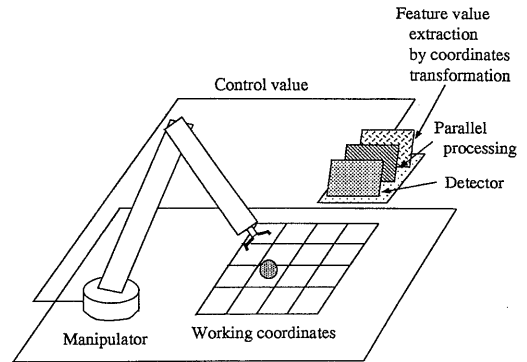 Feature value
extraction
by coordinates
transformation
Control value
Parallel
processing
Detector
Manipulator
Working coordinates